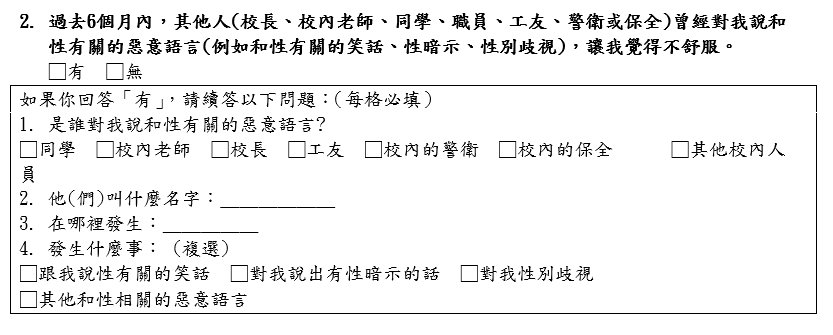 2. 過去6個月內，其他人(校長、校內老師、同學、職員、工友、警衛或保全)曾經對我說和
性有關的惡意語言(例如和性有關的笑話、性暗示、性別歧視)，讓我覺得不舒服。
□有 □無
如果你回答「有」，請續答以下問題：(每格必填)
1. 是誰對我說和性有關的惡意語言?
□同學 □校內老師 □校長 □工友 □校內的警衛 □校內的保全 □其他校內人
員
2. 他(們)叫什麼名字：____________
3. 在哪裡發生：__________
4. 發生什麼事：（複選）
□跟我說性有關的笑話 □對我說出有性暗示的話 □對我性別歧視
□其他和性相關的惡意語言